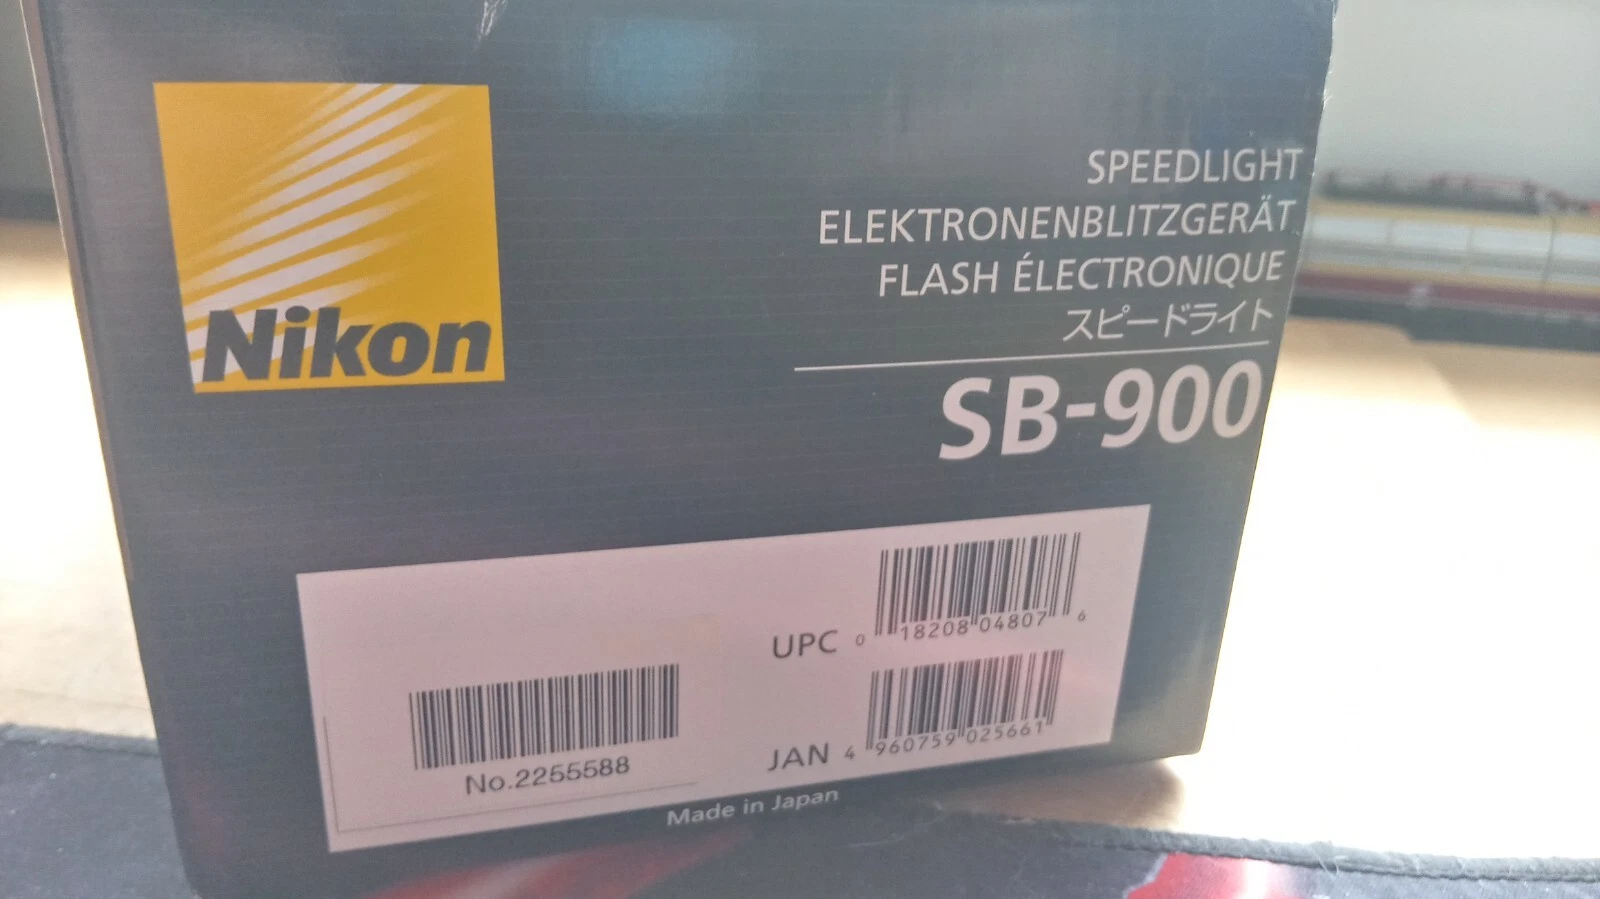 Nikon
SPEEDLIGHT
ELEKTRONENBLITZGERÄT
FLASH ÉLECTRONIQUE
スピードライト
SB-900
UPC 0 18208 04807 6
No.2255588
JAN 4 960759 025661
Made in Japan